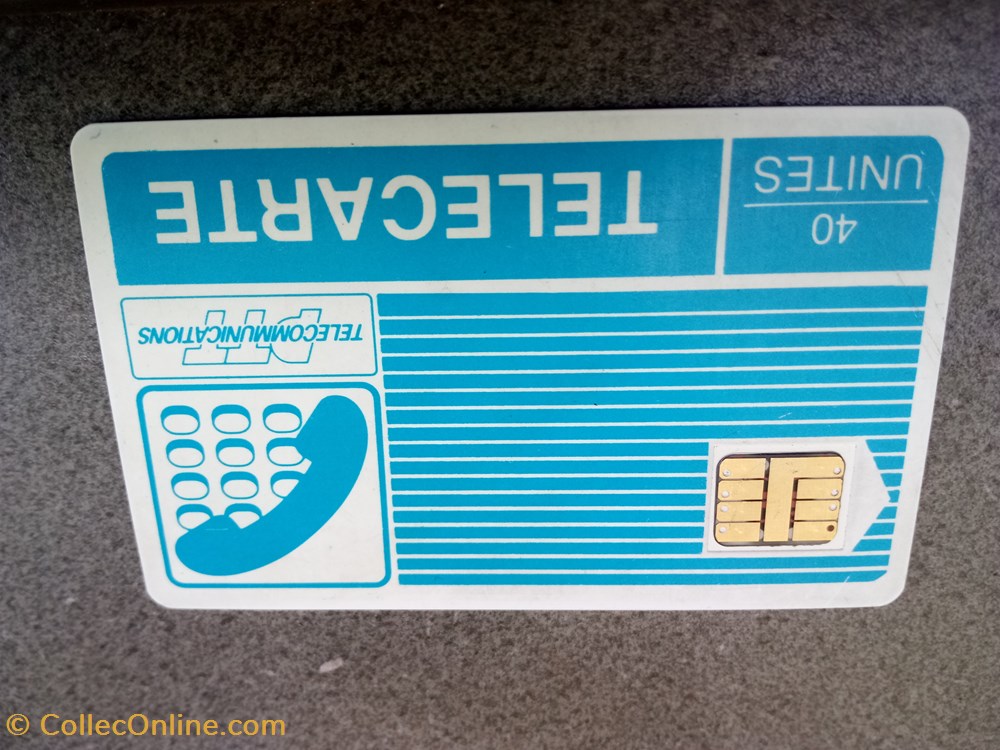 TELECARTE
40
UNITES
PTT
TELECOMMUNICATIONS
© CollecOnline.com